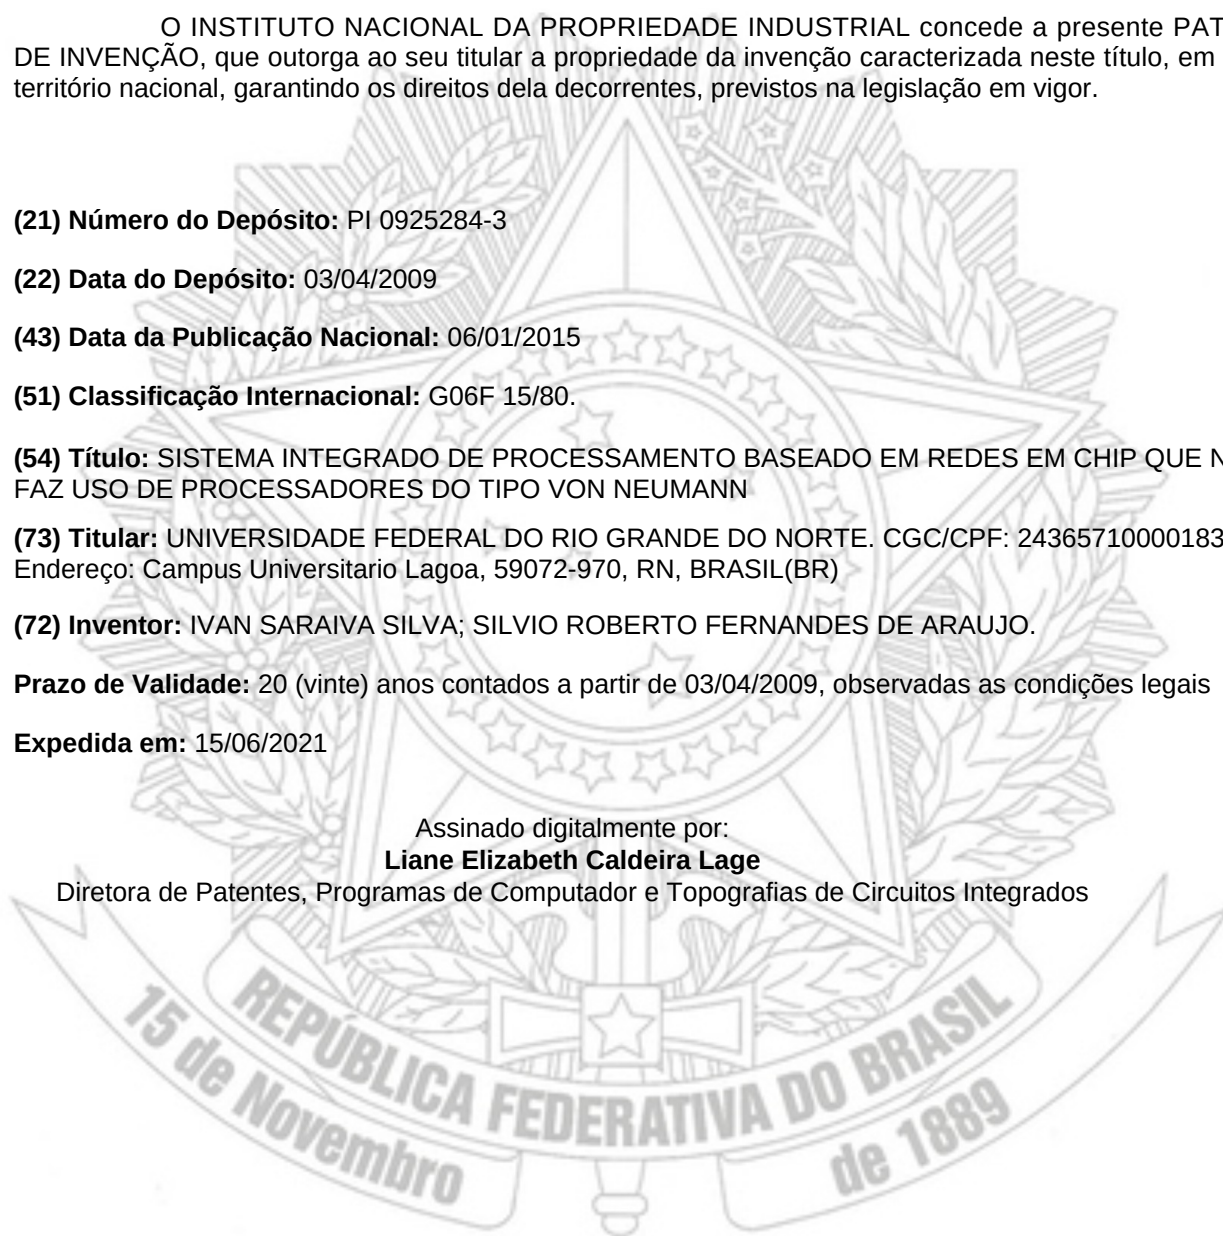 O INSTITUTO NACIONAL DA PROPRIEDADE INDUSTRIAL concede a presente PAT
DE INVENÇÃO, que outorga ao seu titular a propriedade da invenção caracterizada neste título, em
território nacional, garantindo os direitos dela decorrentes, previstos na legislação em vigor.
(21) Número do Depósito: PI 0925284-3
(22) Data do Depósito: 03/04/2009
(43) Data da Publicação Nacional: 06/01/2015
(51) Classificação Internacional: G06F 15/80.
(54) Título: SISTEMA INTEGRADO DE PROCESSAMENTO BASEADO EM REDES EM CHIP QUE N
FAZ USO DE PROCESSADORES DO TIPO VON NEUMANN
(73) Titular: UNIVERSIDADE FEDERAL DO RIO GRANDE DO NORTE. CGC/CPF: 24365710000183
Endereço: Campus Universitario Lagoa, 59072-970, RN, BRASIL(BR)
(72) Inventor: IVAN SARAIVA SILVA; SILVIO ROBERTO FERNANDES DE ARAUJO.
Prazo de Validade: 20 (vinte) anos contados a partir de 03/04/2009, observadas as condições legais
Expedida em: 15/06/2021
Assinado digitalmente por:
Liane Elizabeth Caldeira Lage
Diretora de Patentes, Programas de Computador e Topografias de Circuitos Integrados
REPÚBLICA FEDERATIVA DO BRASIL
15 de Novembro
de 1889